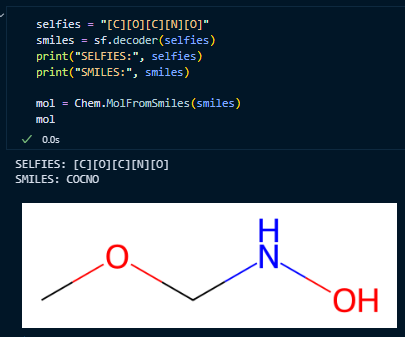 selfies = "[C][O][C][N][O]"
smiles = sf.decoder(selfies)
print("SELFIES:", selfies)
print("SMILES:", smiles)
mol = Chem.MolFromSmiles(smiles)
mol
0.0s
SELFIES: [C][O][C][N][O]
SMILES: COCNO
H
O
N
OH